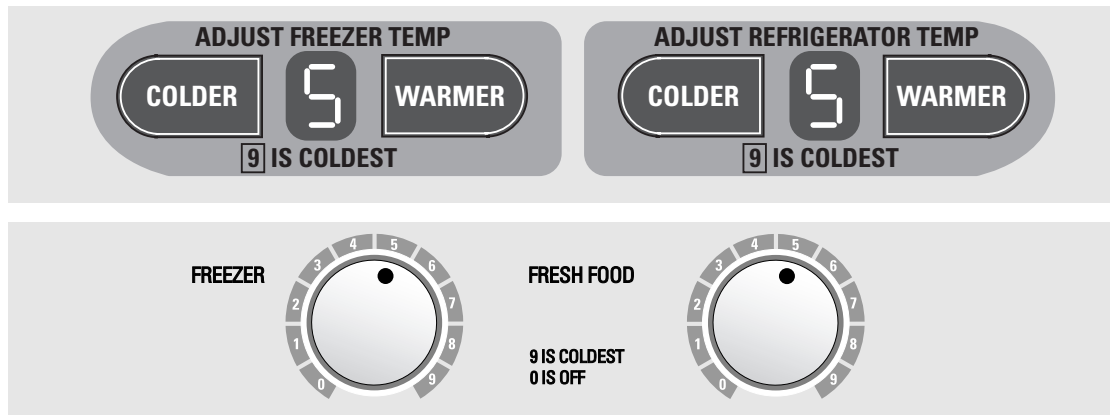 ADJUST FREEZER TEMP
COLDER 5 WARMER
9 IS COLDEST
ADJUST REFRIGERATOR TEMP
COLDER 5 WARMER
9 IS COLDEST
FREEZER
0 1 2 3 4 5 6 7 8 9
FRESH FOOD
9 IS COLDEST
0 IS OFF
0 1 2 3 4 5 6 7 8 9